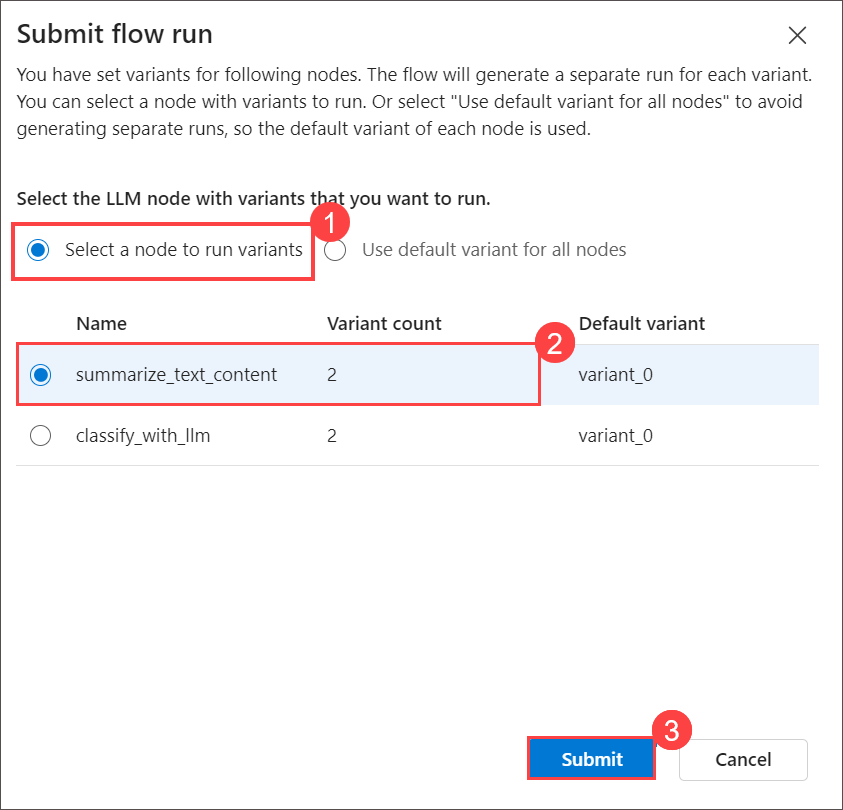 Submit flow run
You have set variants for following nodes. The flow will generate a separate run for each variant.
You can select a node with variants to run. Or select "Use default variant for all nodes" to avoid
generating separate runs, so the default variant of each node is used.
Select the LLM node with variants that you want to run.
1
Select a node to run variants Use default variant for all nodes
Name Variant count Default variant
2
summarize_text_content 2 variant_0
classify_with_llm 2 variant_0
3
Submit Cancel